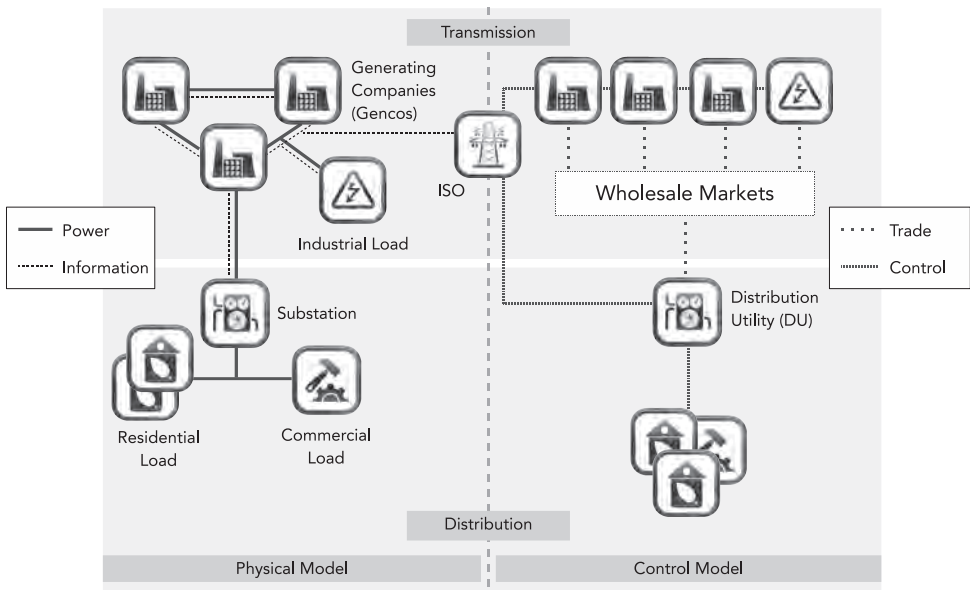 Transmission
Generating
Companies
(Gencos)
ISO
Wholesale Markets
Industrial Load
Power
Information
Trade
Control
Substation
Distribution
Utility (DU)
Residential
Load
Commercial
Load
Distribution
Physical Model
Control Model